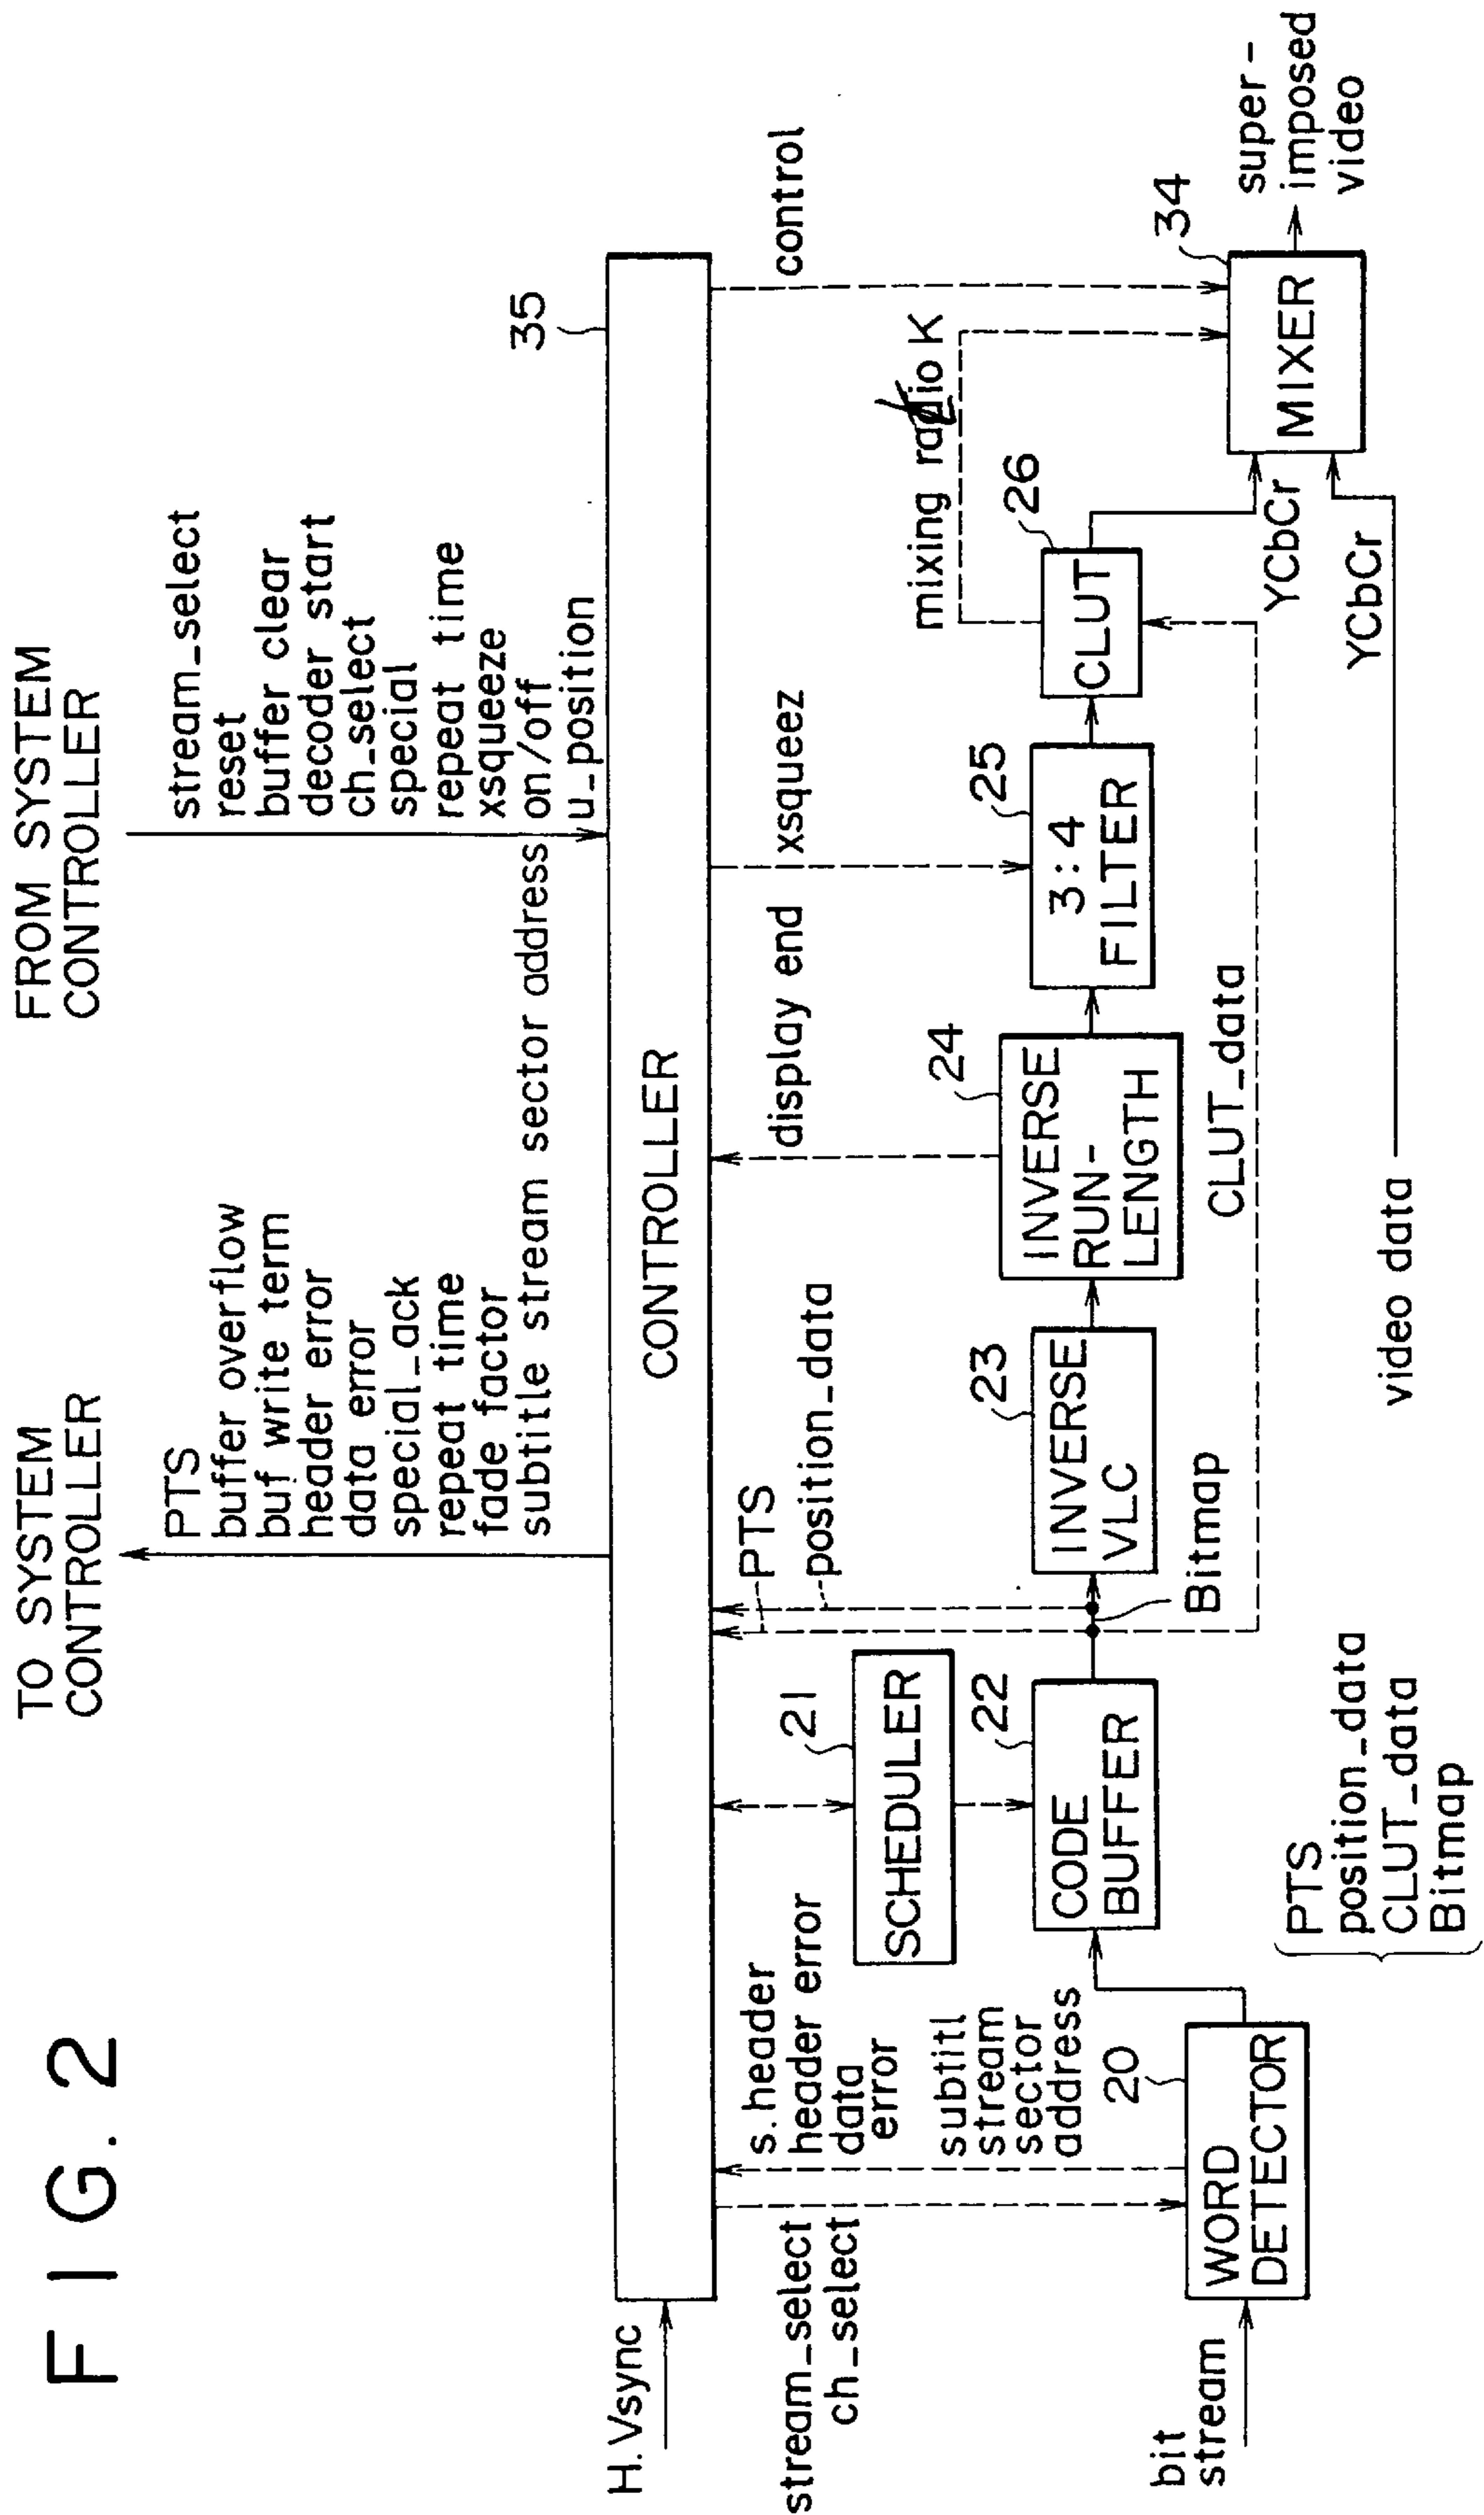 FIG. 2
TO SYSTEM
CONTROLLER
FROM SYSTEM
CONTROLLER
PTS
buffer overflow
buf write term
header error
data error
special_ack
repeat time
fade factor
subtitle stream sector address
stream_select
reset
buffer clear
decoder start
ch_select
special
repeat time
xsqueeze
on/off
u_position
35
H.Vsync
CONTROLLER
stream_select
ch_select
s.header
header error
data
error
subtitl
stream
sector
address
21
SCHEDULER
PTS
position_data
display end
xsqueez
mixing ratio K
control
bit
stream
20
WORD
DETECTOR
22
CODE
BUFFER
Bitmap
23
INVERSE
VLC
24
INVERSE
RUN-
LENGTH
25
3:4
FILTER
26
CLUT
34
MIXER
super-
imposed
video
CLUT_data
YCbCr
YCbCr
video data
PTS
position_data
CLUT_data
Bitmap